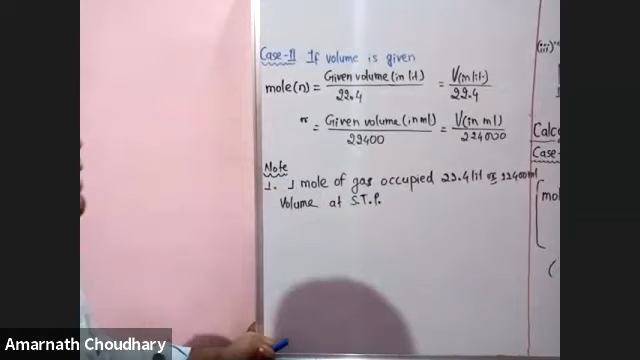 Case-II If volume is given
mole(n) = Given volume (in lit) / 22.4 = V(in lit) / 22.4
or = Given volume (in ml) / 22400 = V(in ml) / 224000
Note
1. 1 mole of gas occupied 22.4 lit or 22400 ml
Volume at S.T.P.
(iii)
Calc
Case-
mol
(
Amarnath Choudhary